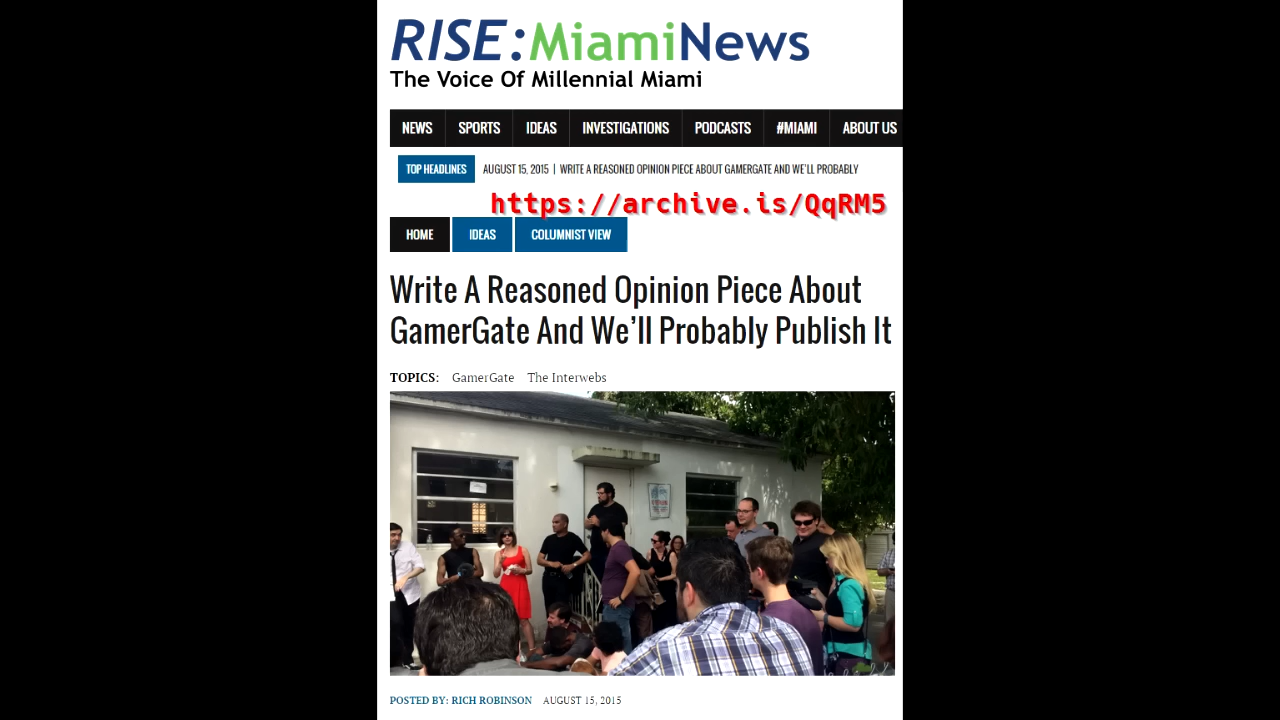 RISE:MiamiNews
The Voice Of Millennial Miami
NEWS SPORTS IDEAS INVESTIGATIONS PODCASTS #MIAMI ABOUT US
TOP HEADLINES AUGUST 15, 2015 | WRITE A REASONED OPINION PIECE ABOUT GAMERGATE AND WE'LL PROBABLY
https://archive.is/QqRM5
HOME IDEAS COLUMNIST VIEW
Write A Reasoned Opinion Piece About
GamerGate And We’ll Probably Publish It
TOPICS: GamerGate The Interwebs
POSTED BY: RICH ROBINSON AUGUST 15, 2015